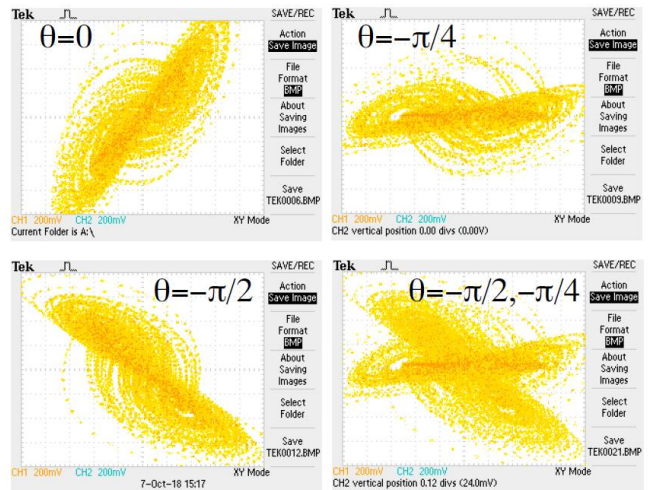 Tek
SAVE/REC
θ=0
Action
Save Image
File
Format
BMP
About
Saving
Images
Select
Folder
Save
TEK0006.BMP
CH1 200mV
CH2 200mV
XY Mode
Current Folder is A:\
Tek
SAVE/REC
θ=−π/4
Action
Save Image
File
Format
BMP
About
Saving
Images
Select
Folder
Save
TEK0009.BMP
CH1 200mV
CH2 200mV
XY Mode
CH2 vertical position 0.00 divs (0.00V)
Tek
SAVE/REC
θ=−π/2
Action
Save Image
File
Format
BMP
About
Saving
Images
Select
Folder
Save
TEK0012.BMP
CH1 200mV
CH2 200mV
XY Mode
7-Oct-18 15:17
Tek
SAVE/REC
θ=−π/2,−π/4
Action
Save Image
File
Format
BMP
About
Saving
Images
Select
Folder
Save
TEK0021.BMP
CH1 200mV
CH2 200mV
XY Mode
CH2 vertical position 0.12 divs (24.0mV)